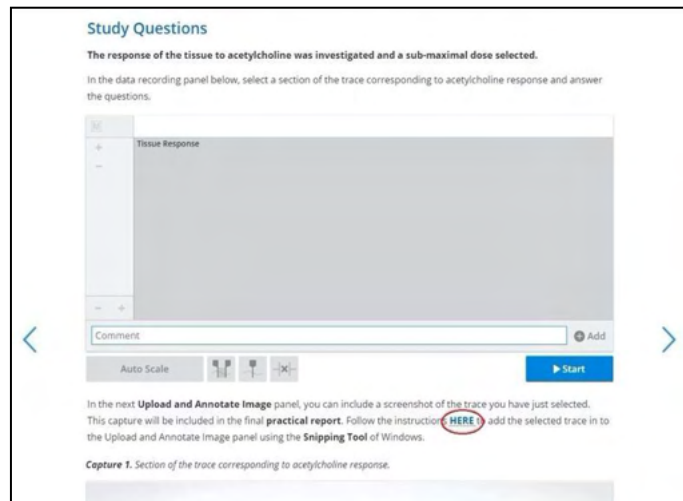 Study Questions
The response of the tissue to acetylcholine was investigated and a sub-maximal dose selected.
In the data recording panel below, select a section of the trace corresponding to acetylcholine response and answer
the questions.
Tissue Response
Comment
Add
Auto Scale
Start
In the next Upload and Annotate Image panel, you can include a screenshot of the trace you have just selected.
This capture will be included in the final practical report. Follow the instructions HERE to add the selected trace in to
the Upload and Annotate Image panel using the Snipping Tool of Windows.
Capture 1. Section of the trace corresponding to acetylcholine response.